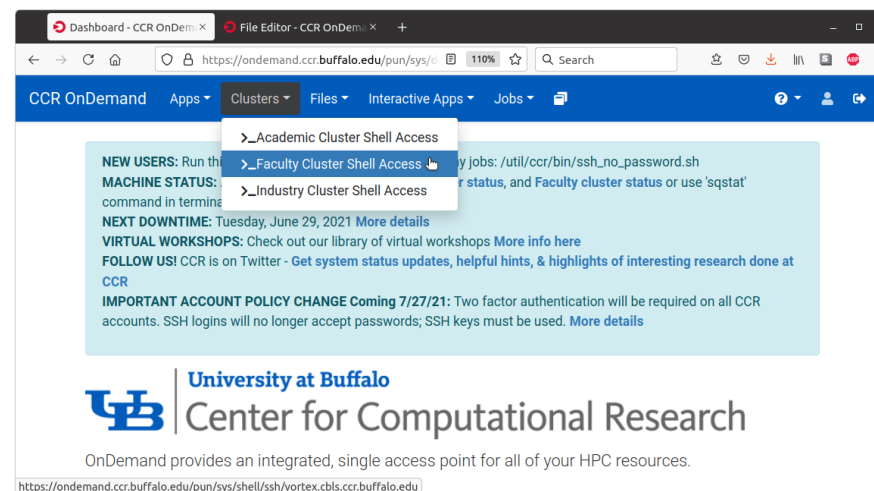 Dashboard - CCR OnDem
File Editor - CCR OnDema
https://ondemand.ccr.buffalo.edu/pun/sys/d
110%
Search
CCR OnDemand
Apps
Clusters
Files
Interactive Apps
Jobs
>_Academic Cluster Shell Access
>_Faculty Cluster Shell Access
>_Industry Cluster Shell Access
NEW USERS: Run thi y jobs: /util/ccr/bin/ssh_no_password.sh
MACHINE STATUS: r status, and Faculty cluster status or use 'sqstat'
command in termina
NEXT DOWNTIME: Tuesday, June 29, 2021 More details
VIRTUAL WORKSHOPS: Check out our library of virtual workshops More info here
FOLLOW US! CCR is on Twitter - Get system status updates, helpful hints, & highlights of interesting research done at
CCR
IMPORTANT ACCOUNT POLICY CHANGE Coming 7/27/21: Two factor authentication will be required on all CCR
accounts. SSH logins will no longer accept passwords; SSH keys must be used. More details
UB
University at Buffalo
Center for Computational Research
OnDemand provides an integrated, single access point for all of your HPC resources.
https://ondemand.ccr.buffalo.edu/pun/sys/shell/ssh/vortex.cbls.ccr.buffalo.edu